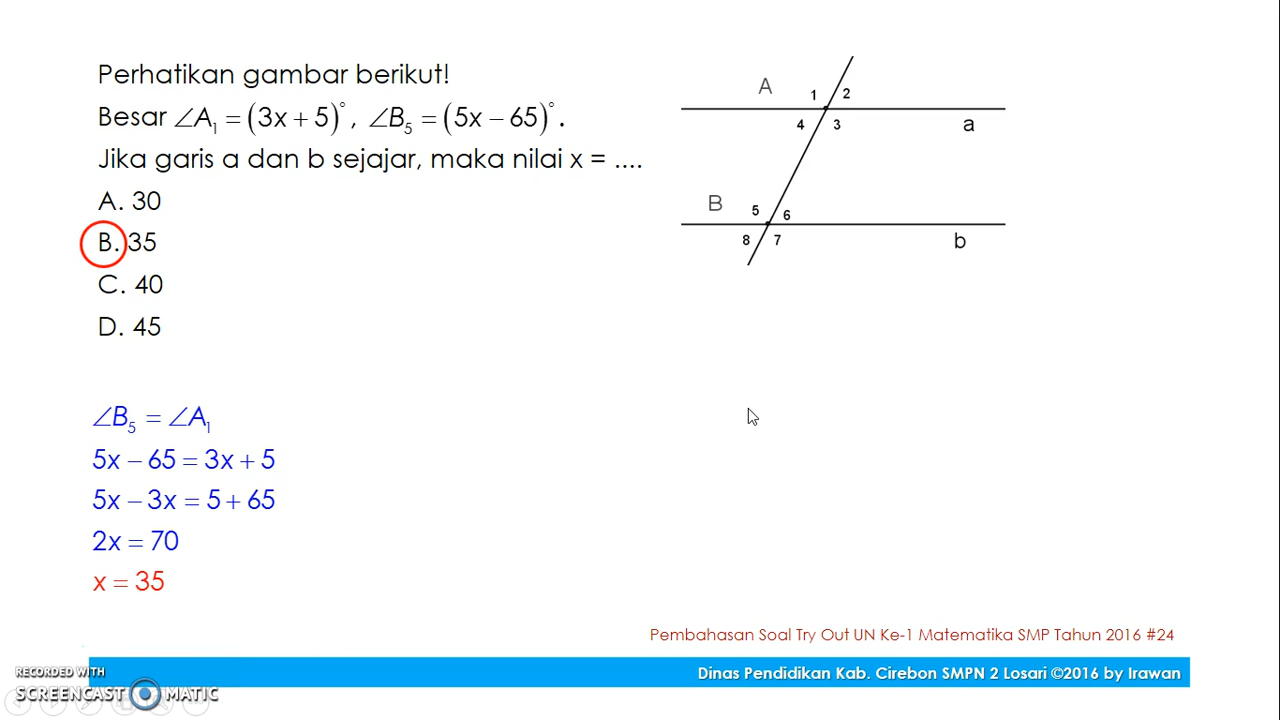 Perhatikan gambar berikut!
Besar ∠A₁ = (3x + 5)°, ∠B₅ = (5x − 65)°.
Jika garis a dan b sejajar, maka nilai x = ....
A. 30
B. 35
C. 40
D. 45
A
1 2
4 3
a
B
5 6
8 7
b
∠B₅ = ∠A₁
5x − 65 = 3x + 5
5x − 3x = 5 + 65
2x = 70
x = 35
Pembahasan Soal Try Out UN Ke-1 Matematika SMP Tahun 2016 #24
Dinas Pendidikan Kab. Cirebon SMPN 2 Losari ©2016 by Irawan
RECORDED WITH
SCREENCAST MATIC